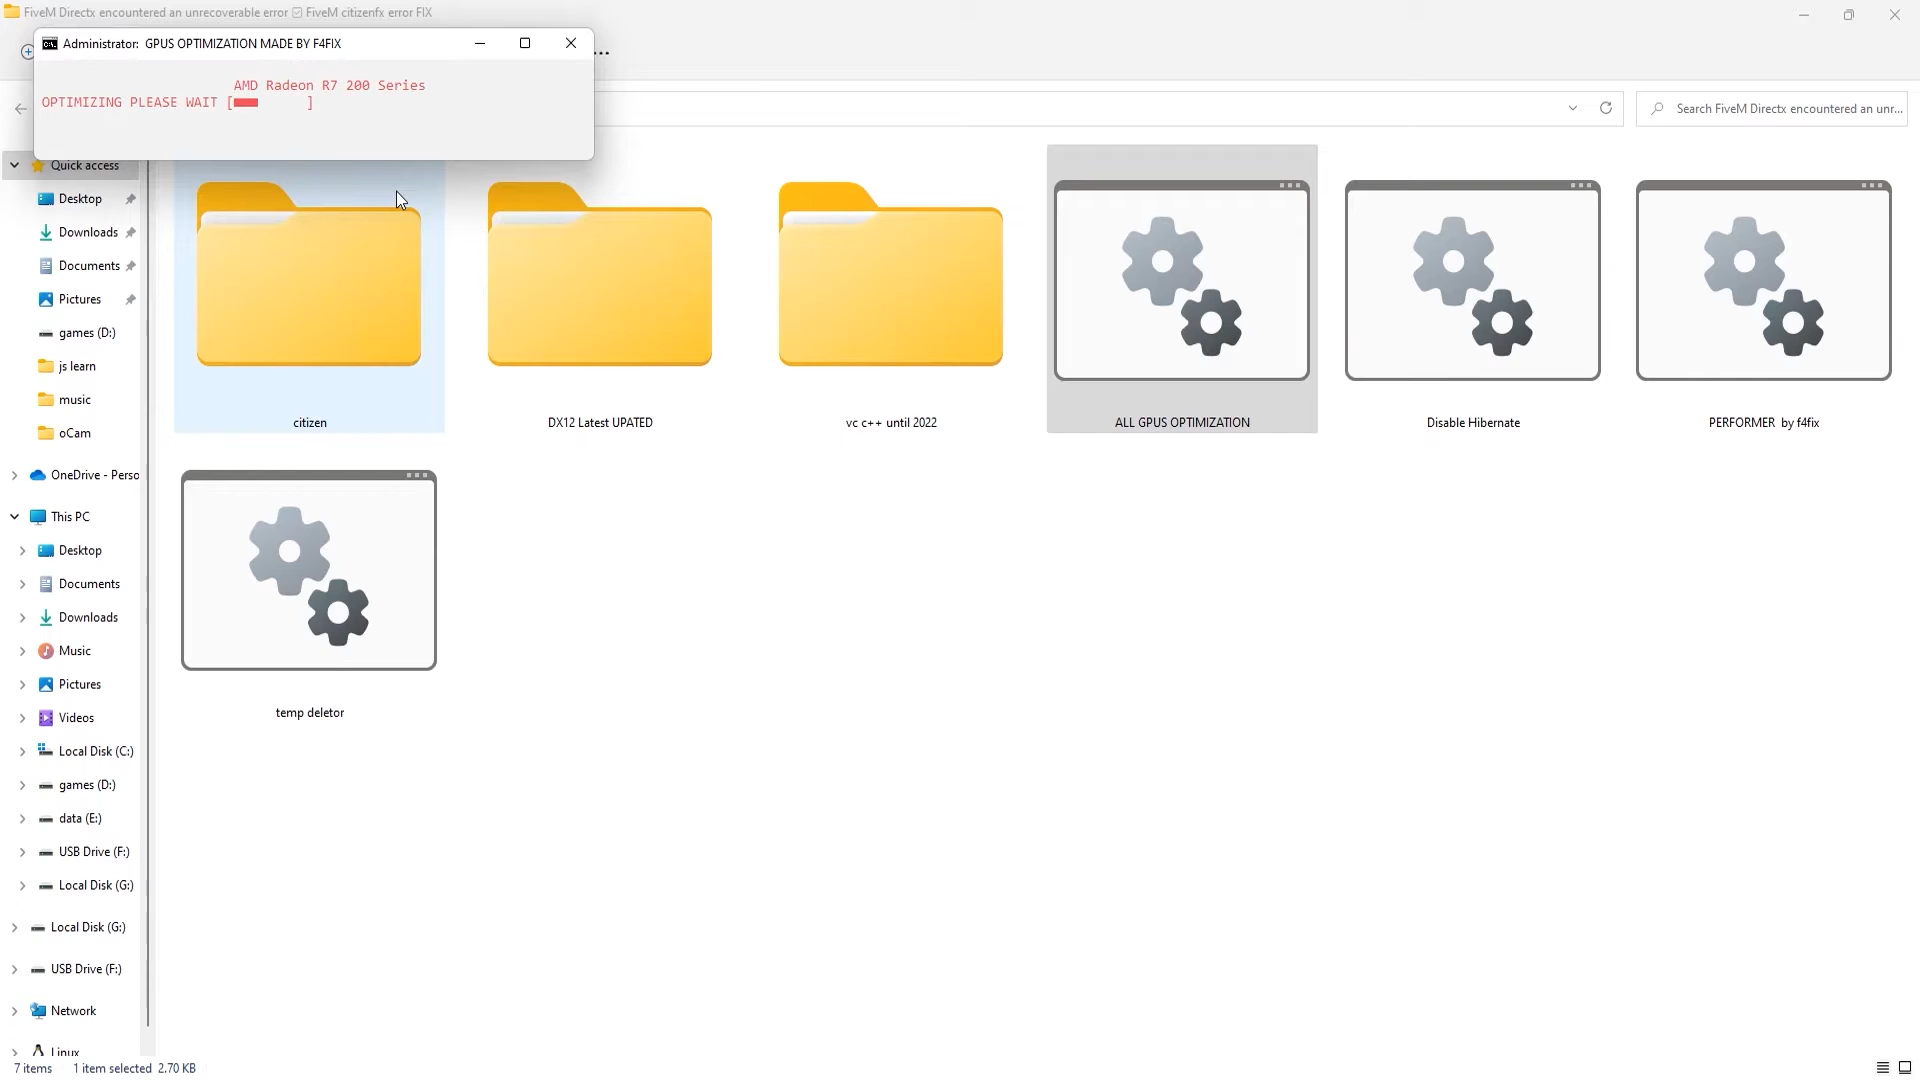 FiveM Directx encountered an unrecoverable error ☑ FiveM citizenfx error FIX
Administrator:  GPUS OPTIMIZATION MADE BY F4FIX
AMD Radeon R7 200 Series
OPTIMIZING PLEASE WAIT [      ]
Search FiveM Directx encountered an unr...
Quick access
Desktop
Downloads
Documents
Pictures
games (D:)
js learn
music
oCam
OneDrive - Perso
This PC
Desktop
Documents
Downloads
Music
Pictures
Videos
Local Disk (C:)
games (D:)
data (E:)
USB Drive (F:)
Local Disk (G:)
Local Disk (G:)
USB Drive (F:)
Network
Linux
citizen
DX12 Latest UPATED
vc c++ until 2022
ALL GPUS OPTIMIZATION
Disable Hibernate
PERFORMER  by f4fix
temp deletor
7 items
1 item selected  2.70 KB